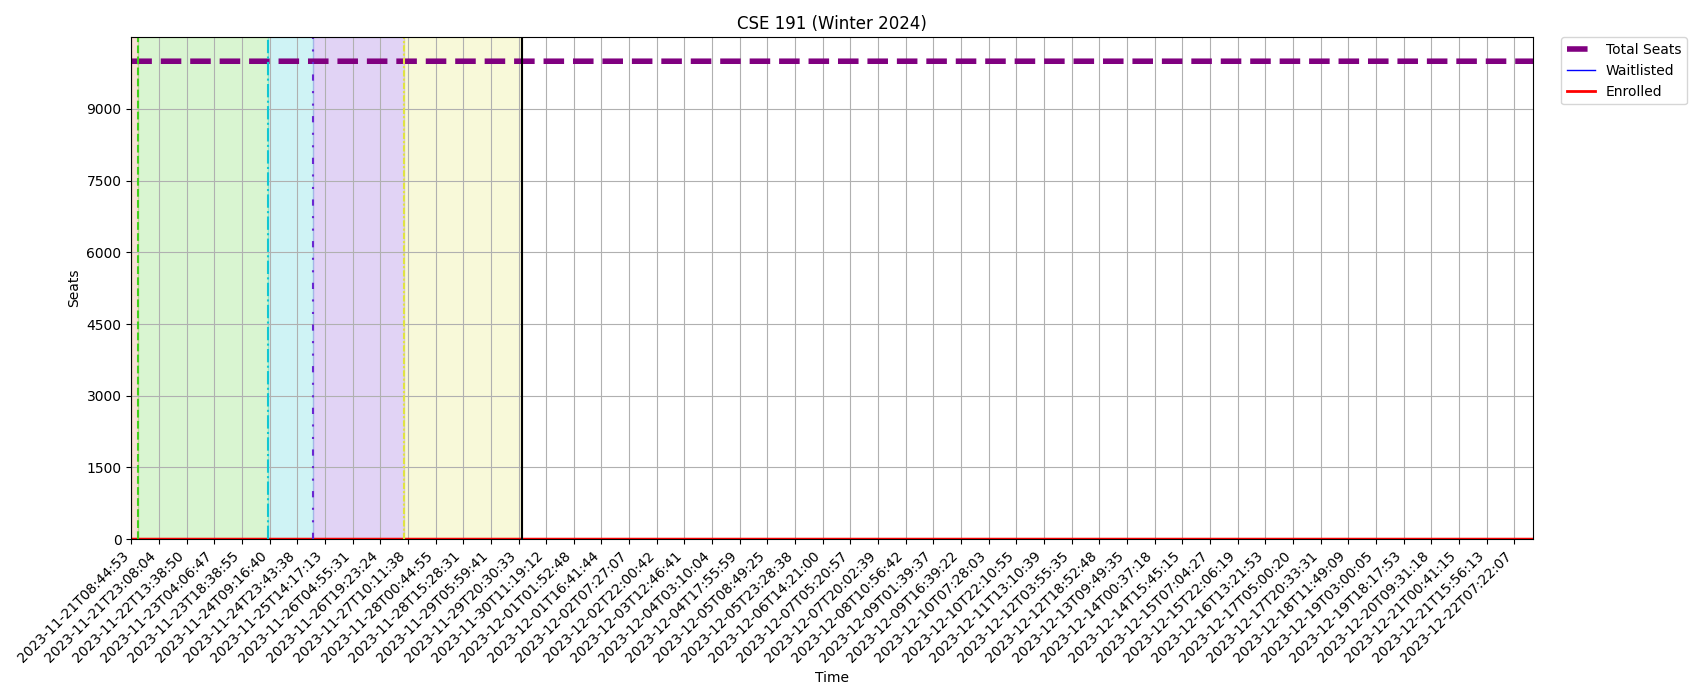 CSE 191 (Winter 2024)
Total Seats
Waitlisted
Enrolled
Seats
9000
7500
6000
4500
3000
1500
0
2023-11-21T08:44:53
2023-11-21T23:08:04
2023-11-22T13:38:50
2023-11-23T04:06:47
2023-11-23T18:38:55
2023-11-24T09:16:40
2023-11-24T23:43:38
2023-11-25T14:17:13
2023-11-26T04:55:31
2023-11-26T19:23:24
2023-11-27T10:11:38
2023-11-28T00:44:55
2023-11-28T15:28:31
2023-11-29T05:59:41
2023-11-29T20:30:33
2023-11-30T11:19:12
2023-12-01T01:52:48
2023-12-01T16:41:44
2023-12-02T07:27:07
2023-12-02T22:00:42
2023-12-03T12:46:41
2023-12-04T03:10:04
2023-12-04T17:55:59
2023-12-05T08:49:25
2023-12-05T23:28:38
2023-12-06T14:21:00
2023-12-07T05:20:57
2023-12-07T20:02:39
2023-12-08T10:56:42
2023-12-09T01:39:37
2023-12-09T16:39:22
2023-12-10T07:28:03
2023-12-10T22:10:55
2023-12-11T13:10:39
2023-12-12T03:55:35
2023-12-12T18:52:48
2023-12-13T09:49:35
2023-12-14T00:37:18
2023-12-14T15:45:15
2023-12-15T07:04:27
2023-12-15T22:06:19
2023-12-16T13:21:53
2023-12-17T05:00:20
2023-12-17T20:33:31
2023-12-18T11:49:09
2023-12-19T03:00:05
2023-12-19T18:17:53
2023-12-20T09:31:18
2023-12-21T00:41:15
2023-12-21T15:56:13
2023-12-22T07:22:07
Time